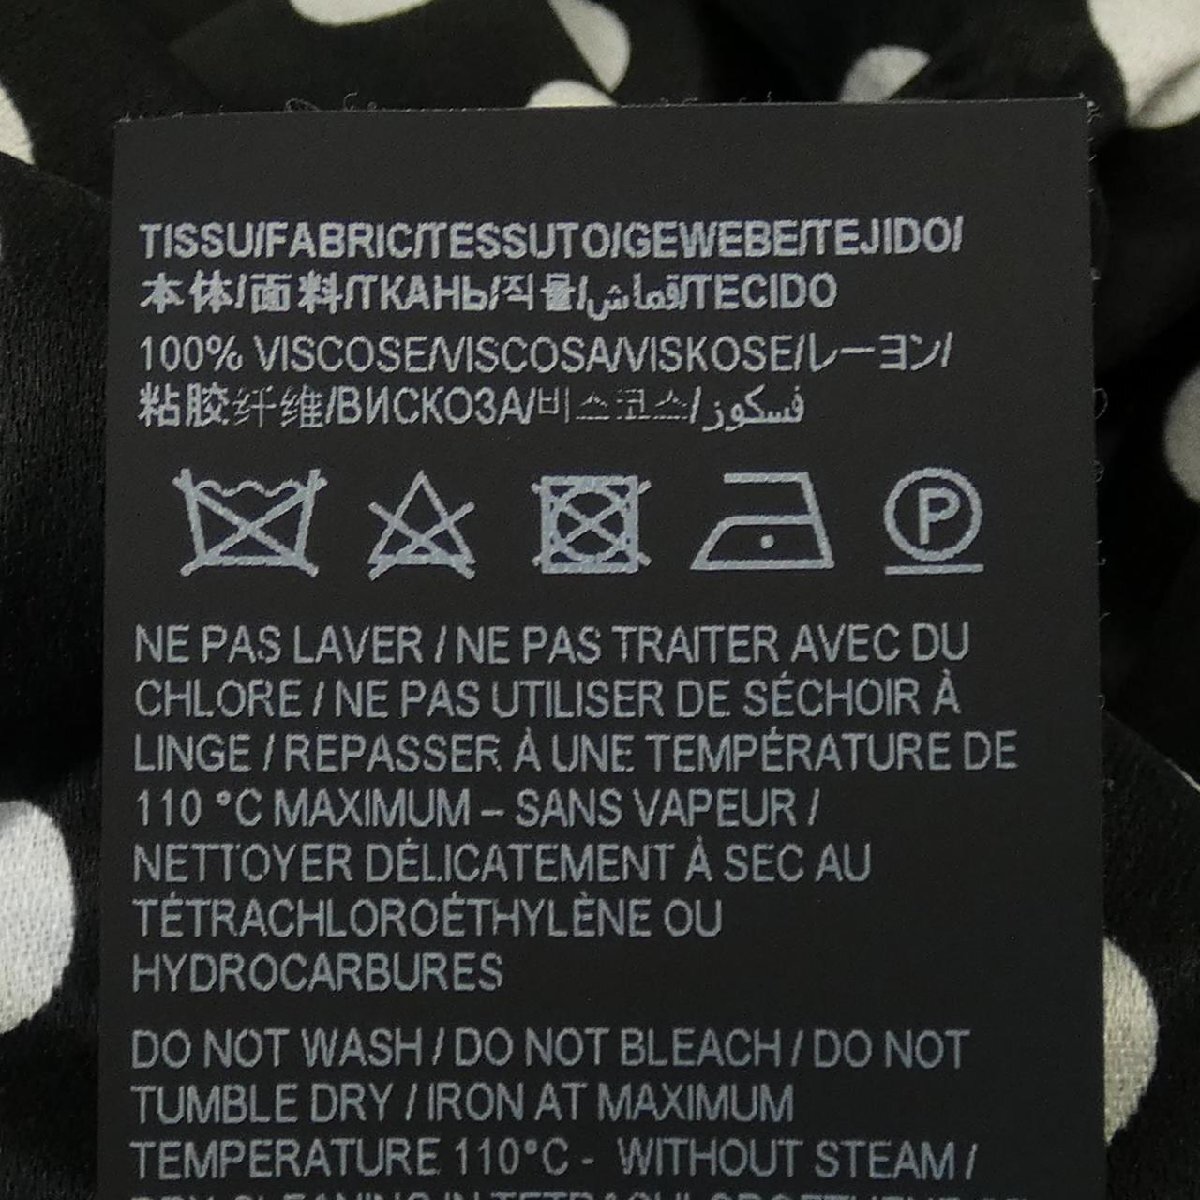 TISSU/FABRIC/TESSUTO/GEWEBE/TEJIDO/
本体/面料/ТКАНЬ/직물/قماش/TECIDO
100% VISCOSE/VISCOSA/VISKOSE/レーヨン/
粘胶纤维/ВИСКОЗА/비스코스/فسكوز
P
NE PAS LAVER / NE PAS TRAITER AVEC DU
CHLORE / NE PAS UTILISER DE SÉCHOIR À
LINGE / REPASSER À UNE TEMPÉRATURE DE
110 °C MAXIMUM – SANS VAPEUR /
NETTOYER DÉLICATEMENT À SEC AU
TÉTRACHLOROÉTHYLÈNE OU
HYDROCARBURES
DO NOT WASH / DO NOT BLEACH / DO NOT
TUMBLE DRY / IRON AT MAXIMUM
TEMPERATURE 110°C - WITHOUT STEAM /